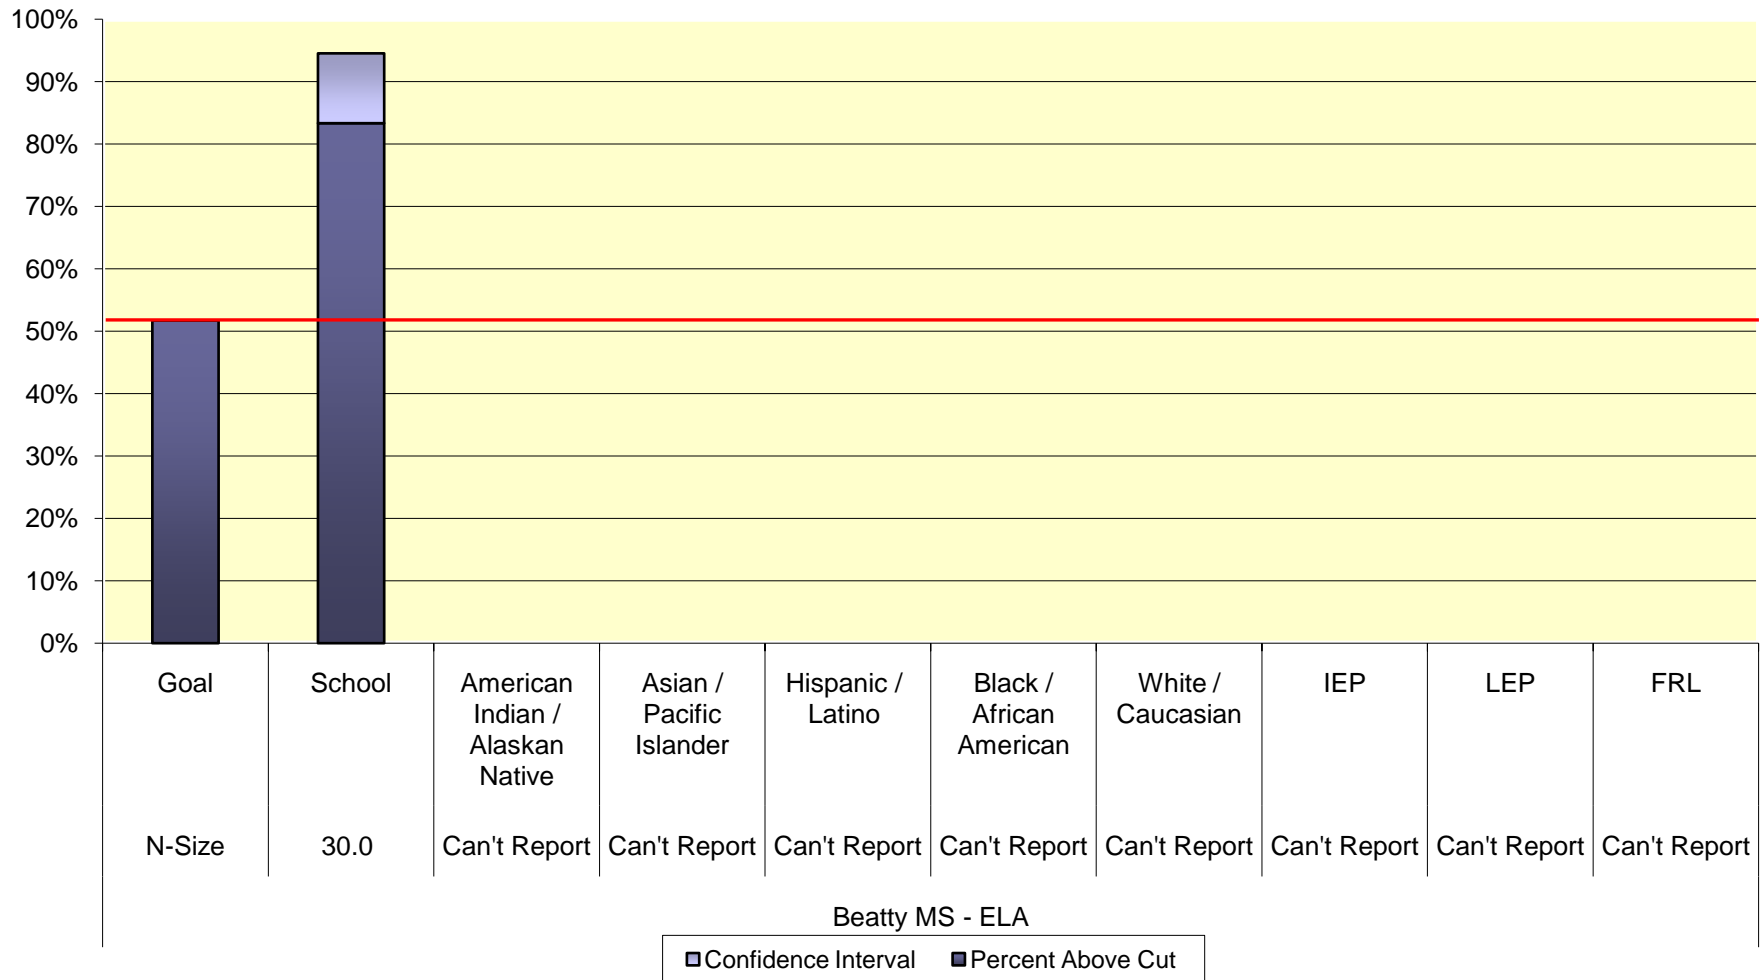 100%
90%
80%
70%
60%
50%
40%
30%
20%
10%
0%
Goal
School
American
Indian /
Alaskan
Native
Asian /
Pacific
Islander
Hispanic /
Latino
Black /
African
American
White /
Caucasian
IEP
LEP
FRL
N-Size
30.0
Can't Report
Can't Report
Can't Report
Can't Report
Can't Report
Can't Report
Can't Report
Can't Report
Beatty MS - ELA
Confidence Interval
Percent Above Cut